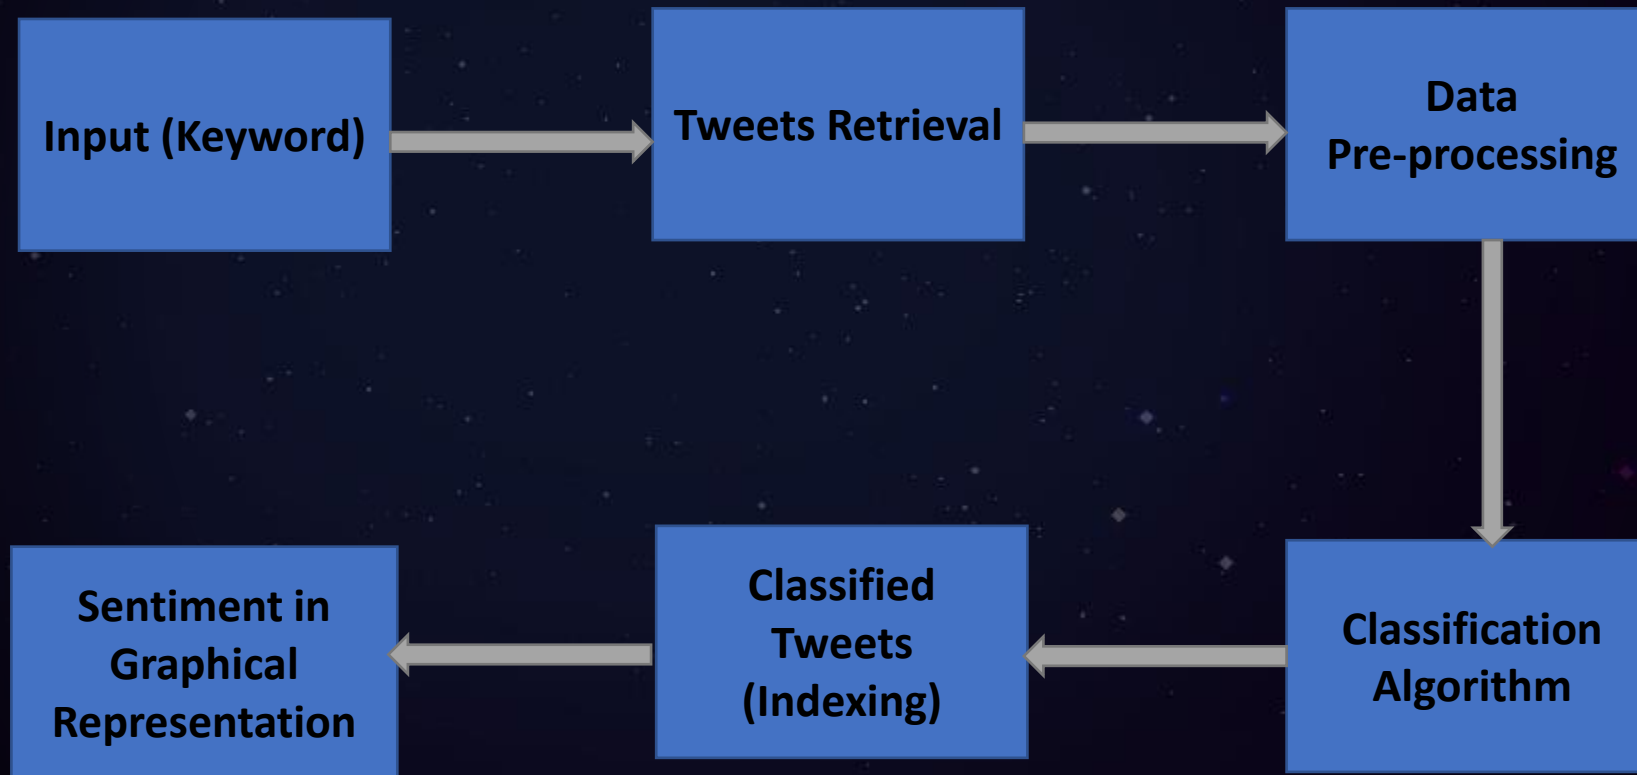 Input (Keyword)
Tweets Retrieval
Data
Pre-processing
Classification
Algorithm
Classified
Tweets
(Indexing)
Sentiment in
Graphical
Representation